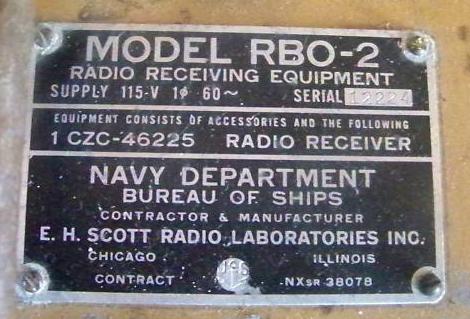 MODEL RBO-2
RADIO RECEIVING EQUIPMENT
SUPPLY 115-V 1φ 60~ SERIAL 12224
EQUIPMENT CONSISTS OF ACCESSORIES AND THE FOLLOWING
1 CZC-46225 RADIO RECEIVER
NAVY DEPARTMENT
BUREAU OF SHIPS
CONTRACTOR & MANUFACTURER
E. H. SCOTT RADIO LABORATORIES INC.
CHICAGO ILLINOIS
CONTRACT NXSR 38078